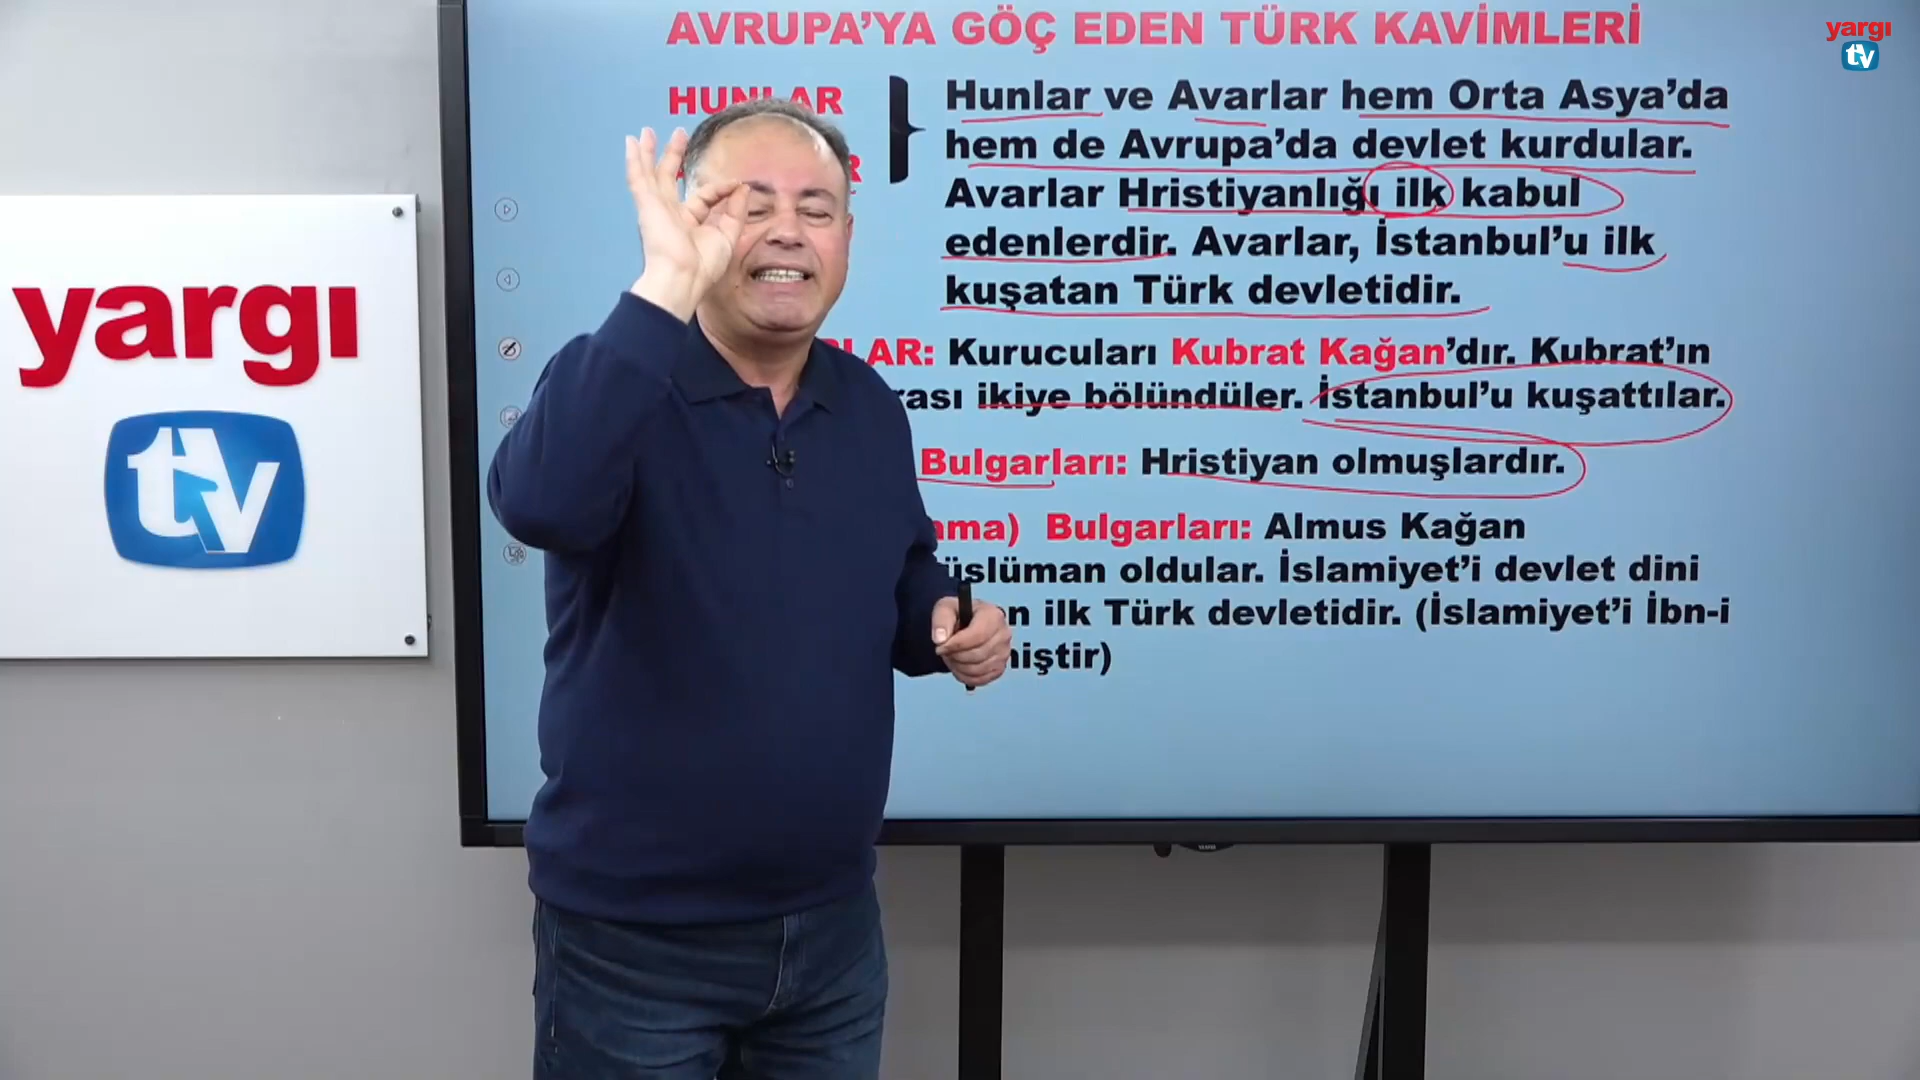 AVRUPA'YA GÖÇ EDEN TÜRK KAVİMLERİ
yargı
tv
HUNLAR
Hunlar ve Avarlar hem Orta Asya'da
hem de Avrupa'da devlet kurdular.
Avarlar Hristiyanlığı ilk kabul
edenlerdir. Avarlar, İstanbul'u ilk
kuşatan Türk devletidir.
LAR: Kurucuları Kubrat Kağan'dır. Kubrat'ın
ikiye bölündüler. İstanbul'u kuşattılar.
Bulgarları: Hristiyan olmuşlardır.
Bulgarları: Almus Kağan
oldular. İslamiyet'i devlet dini
ilk Türk devletidir. (İslamiyet'i İbn-i
yargı
tv